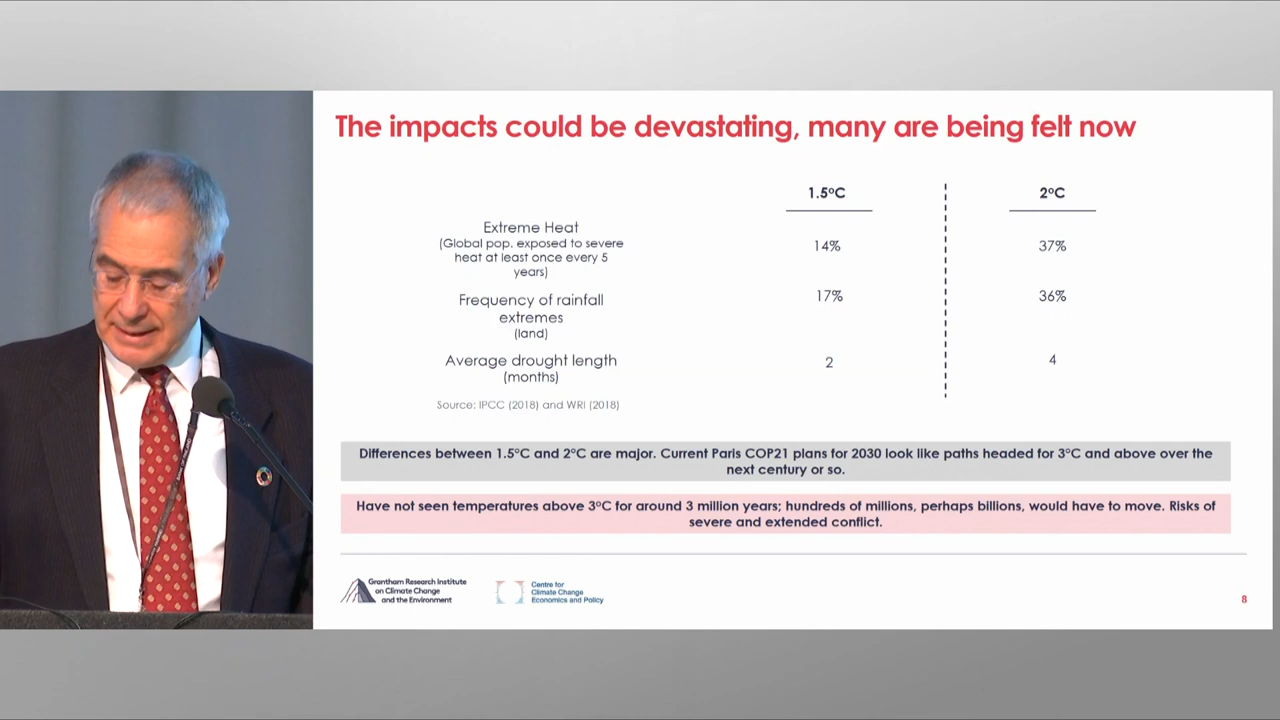 The impacts could be devastating, many are being felt now
1.5°C
2°C
Extreme Heat
(Global pop. exposed to severe
heat at least once every 5
years)
14%
37%
Frequency of rainfall
extremes
(land)
17%
36%
Average drought length
(months)
2
4
Source: IPCC (2018) and WRI (2018)
Differences between 1.5°C and 2°C are major. Current Paris COP21 plans for 2030 look like paths headed for 3°C and above over the
next century or so.
Have not seen temperatures above 3°C for around 3 million years; hundreds of millions, perhaps billions, would have to move. Risks of
severe and extended conflict.
Grantham Research Institute
on Climate Change
and the Environment
Centre for
Climate Change
Economics and Policy
8